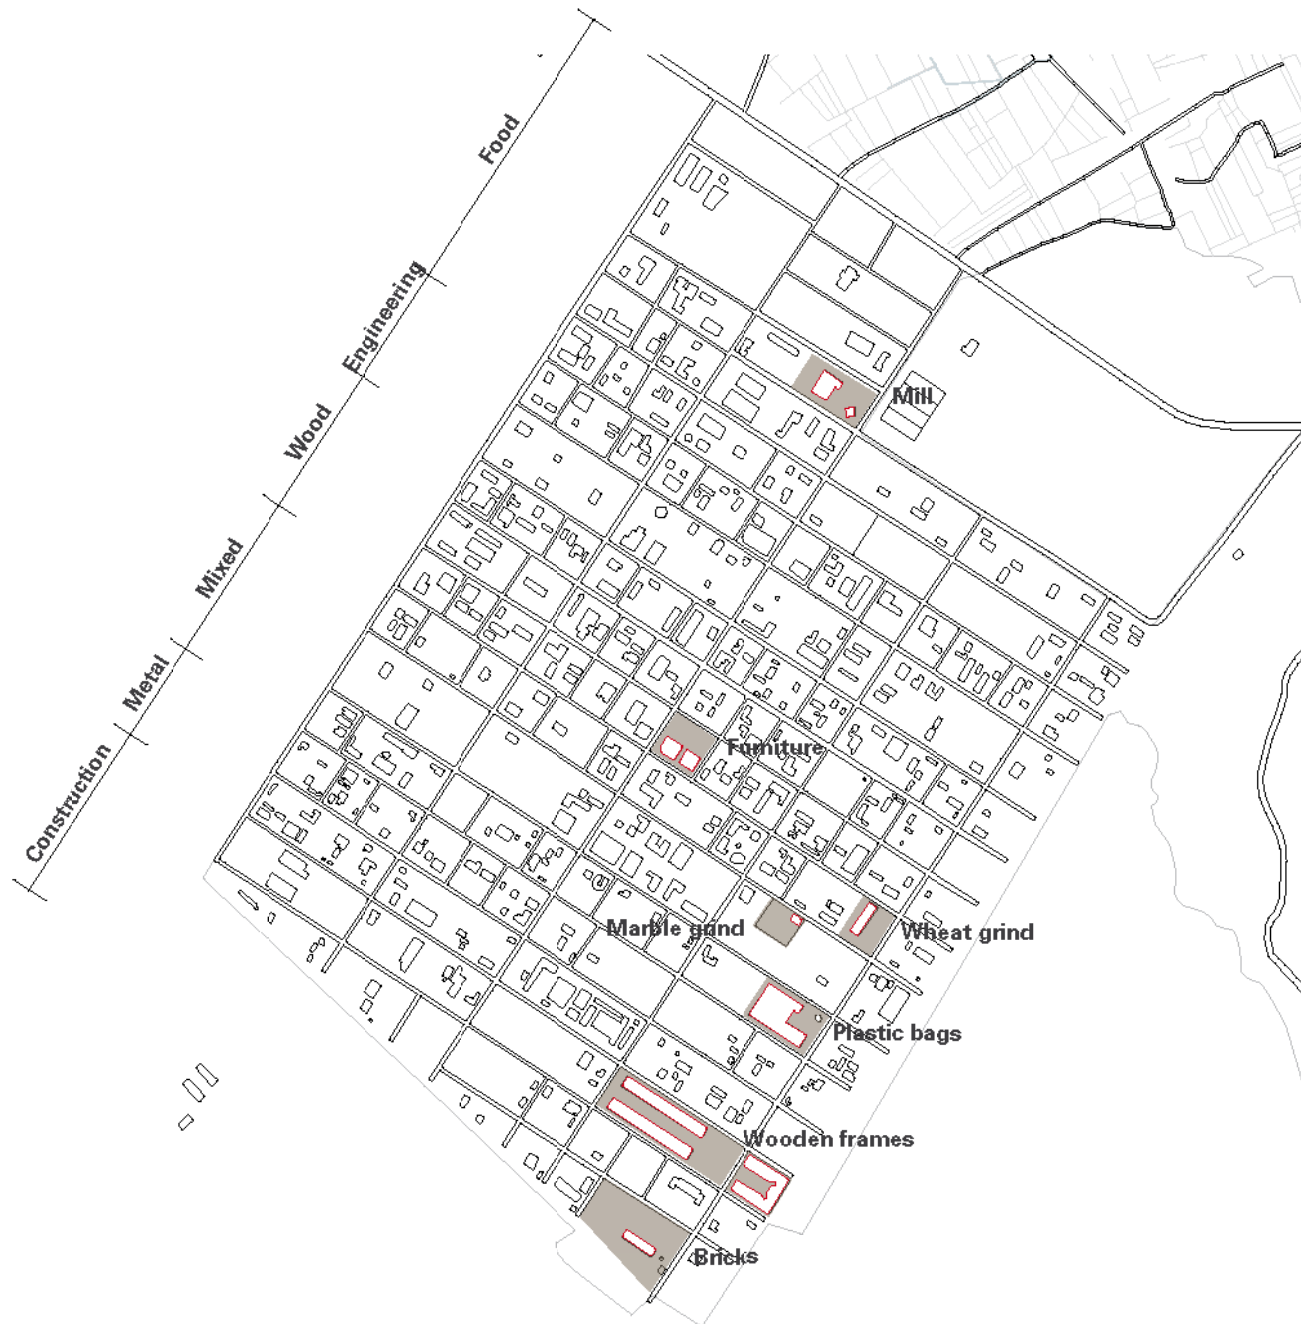 Food
Engineering
Wood
Mixed
Metal
Construction
Mill
Furniture
Marble grind
Wheat grind
Plastic bags
Wooden frames
Bricks